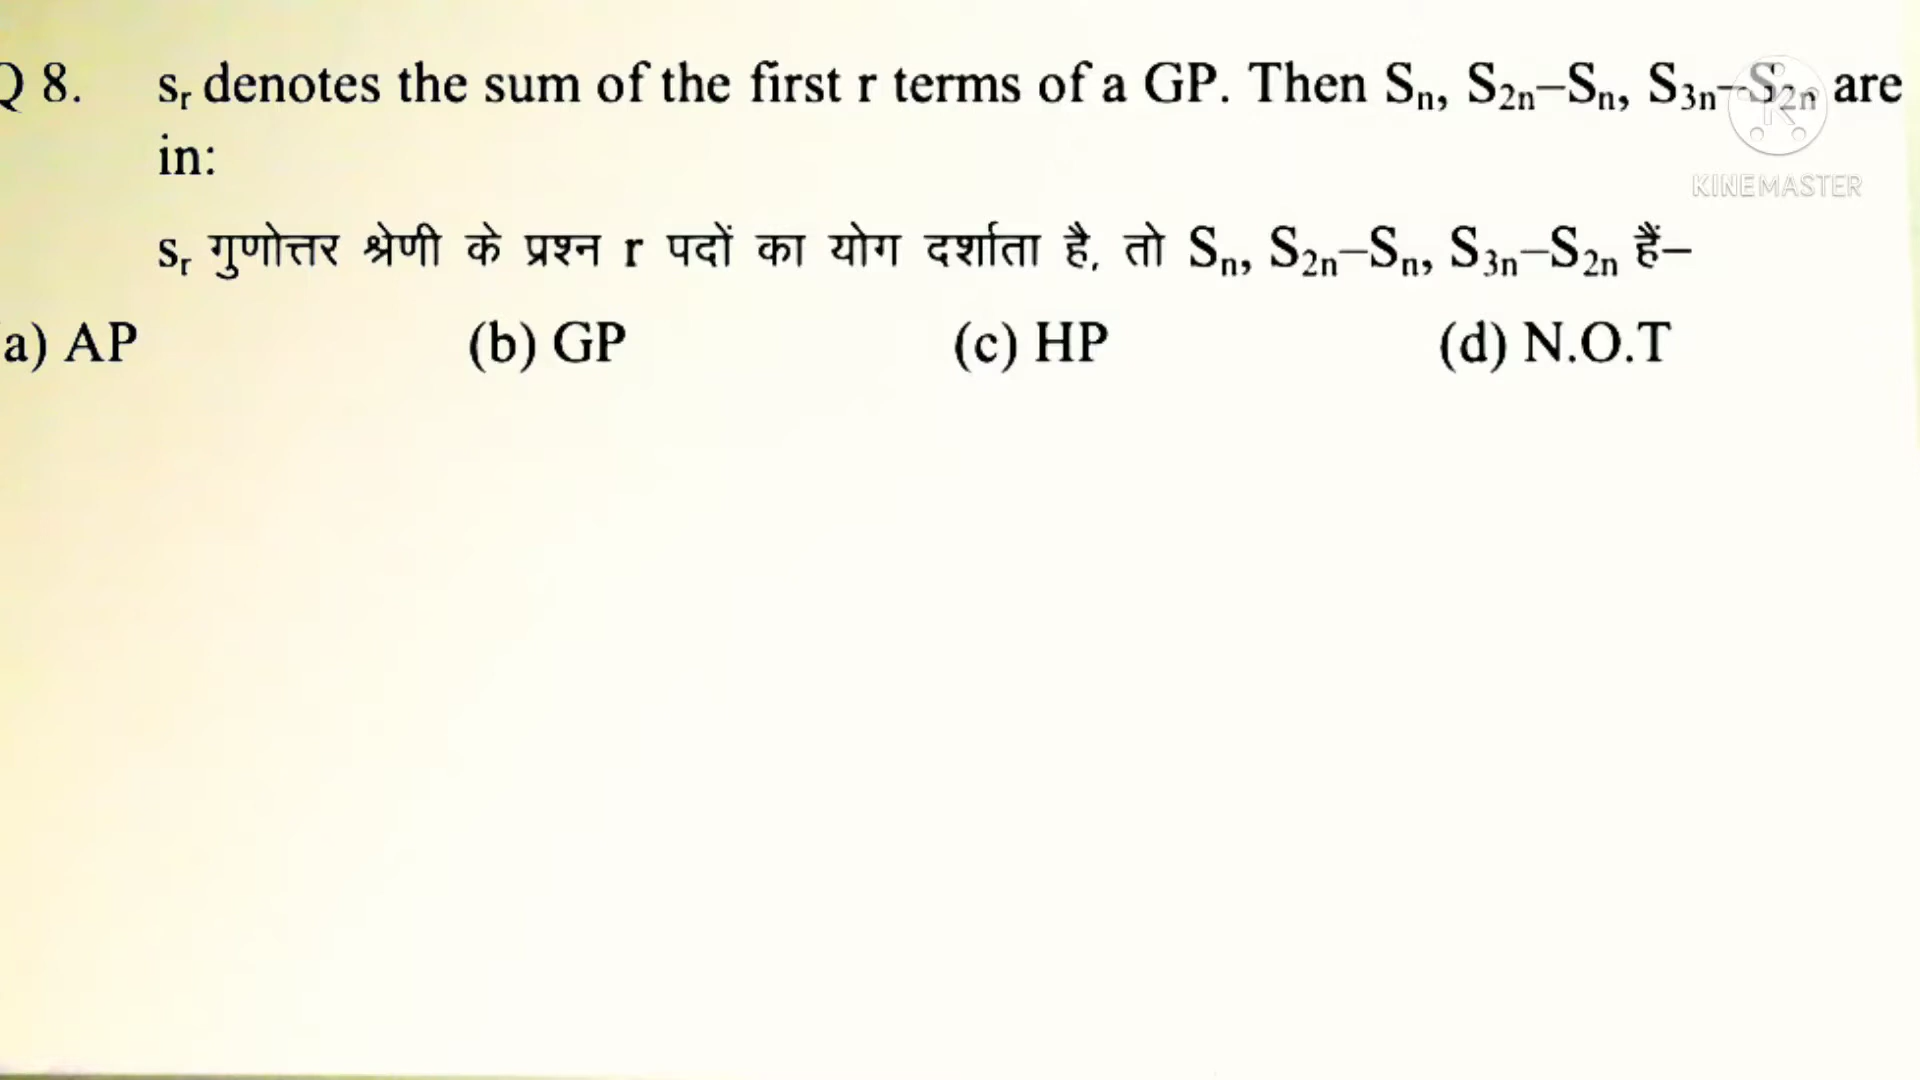 Q 8. sᵣ denotes the sum of the first r terms of a GP. Then Sₙ, S₂ₙ–Sₙ, S₃ₙ–S₂ₙ are
in:
KINEMASTER
sᵣ गुणोत्तर श्रेणी के प्रश्न r पदों का योग दर्शाता है, तो Sₙ, S₂ₙ–Sₙ, S₃ₙ–S₂ₙ हैं–
a) AP (b) GP (c) HP (d) N.O.T